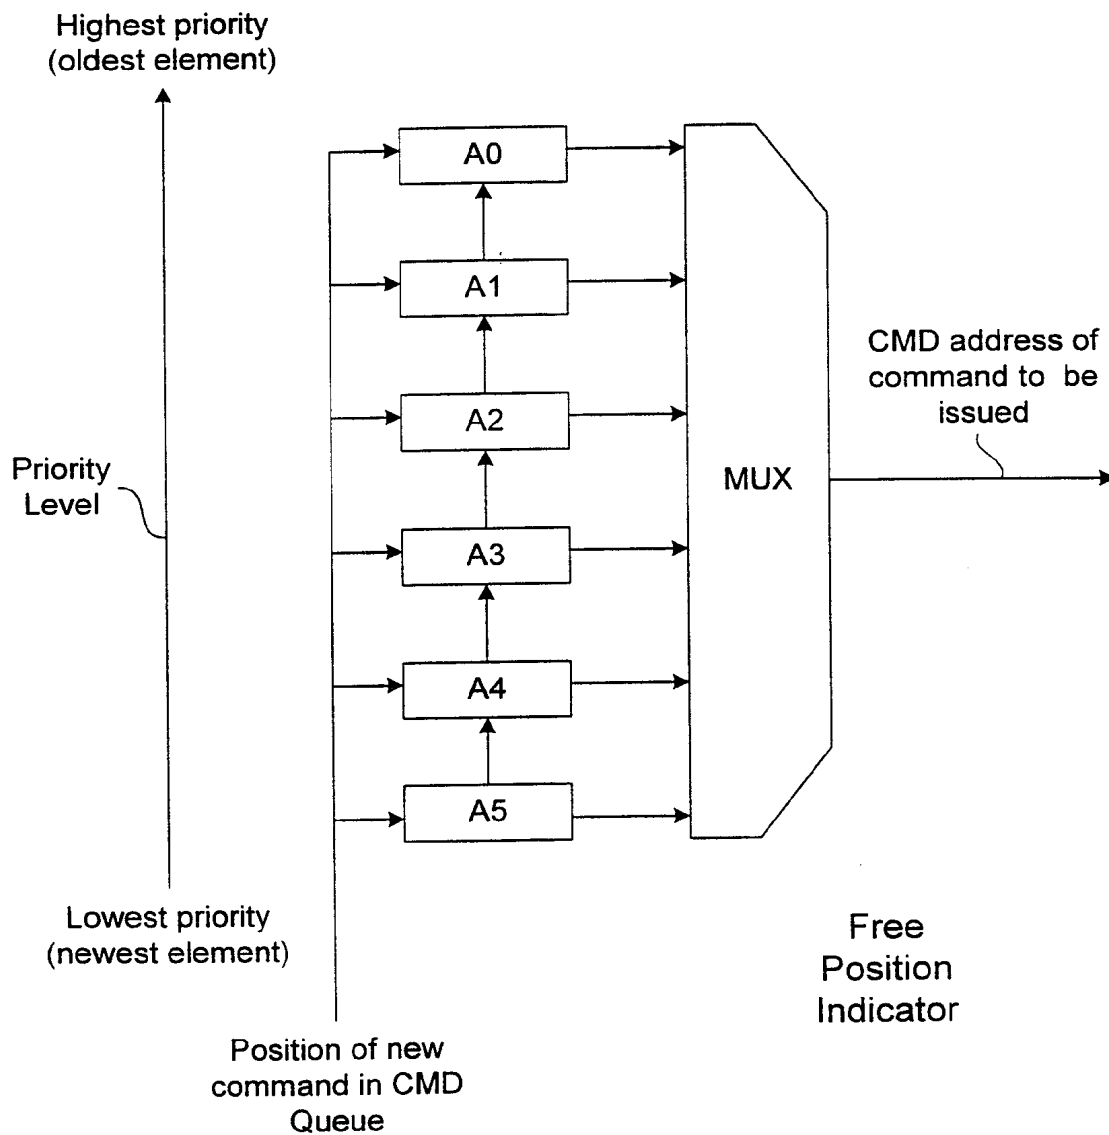 Highest priority
(oldest element)
A0
A1
A2
A3
A4
A5
MUX
CMD address of
command to be
issued
Priority
Level
Lowest priority
(newest element)
Free
Position
Indicator
Position of new
command in CMD
Queue